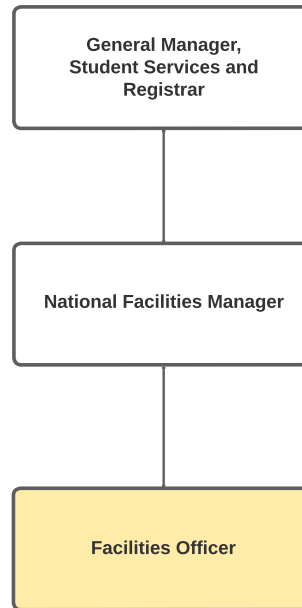 General Manager,
Student Services and
Registrar
National Facilities Manager
Facilities Officer